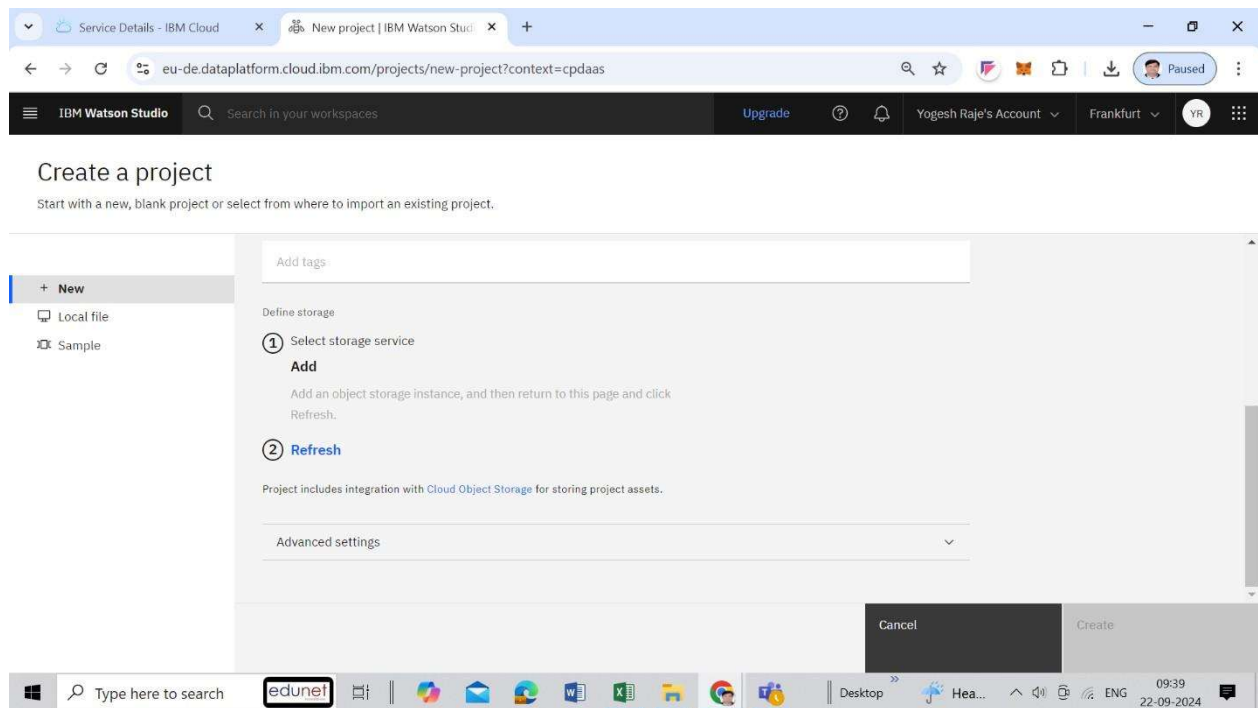 Service Details - IBM Cloud
New project | IBM Watson Stud
eu-de.dataplatform.cloud.ibm.com/projects/new-project?context=cpdaas
Paused
IBM Watson Studio
Search in your workspaces
Upgrade
Yogesh Raje's Account
Frankfurt
YR
Create a project
Start with a new, blank project or select from where to import an existing project.
+ New
Local file
Sample
Add tags
Define storage
1 Select storage service
Add
Add an object storage instance, and then return to this page and click
Refresh.
2 Refresh
Project includes integration with Cloud Object Storage for storing project assets.
Advanced settings
Cancel
Create
Type here to search
edunet
Desktop
Hea...
ENG
09:39
22-09-2024